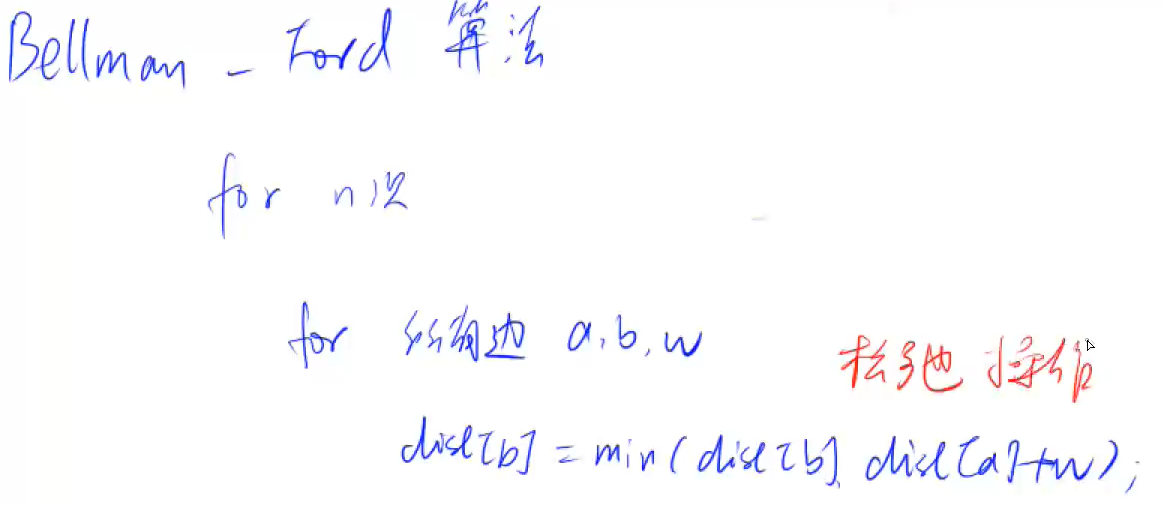 Bellman - Ford 算法
for n次
for 所有边 a,b,w
松弛操作
dist[b] = min(dist[b], dist[a]+w);